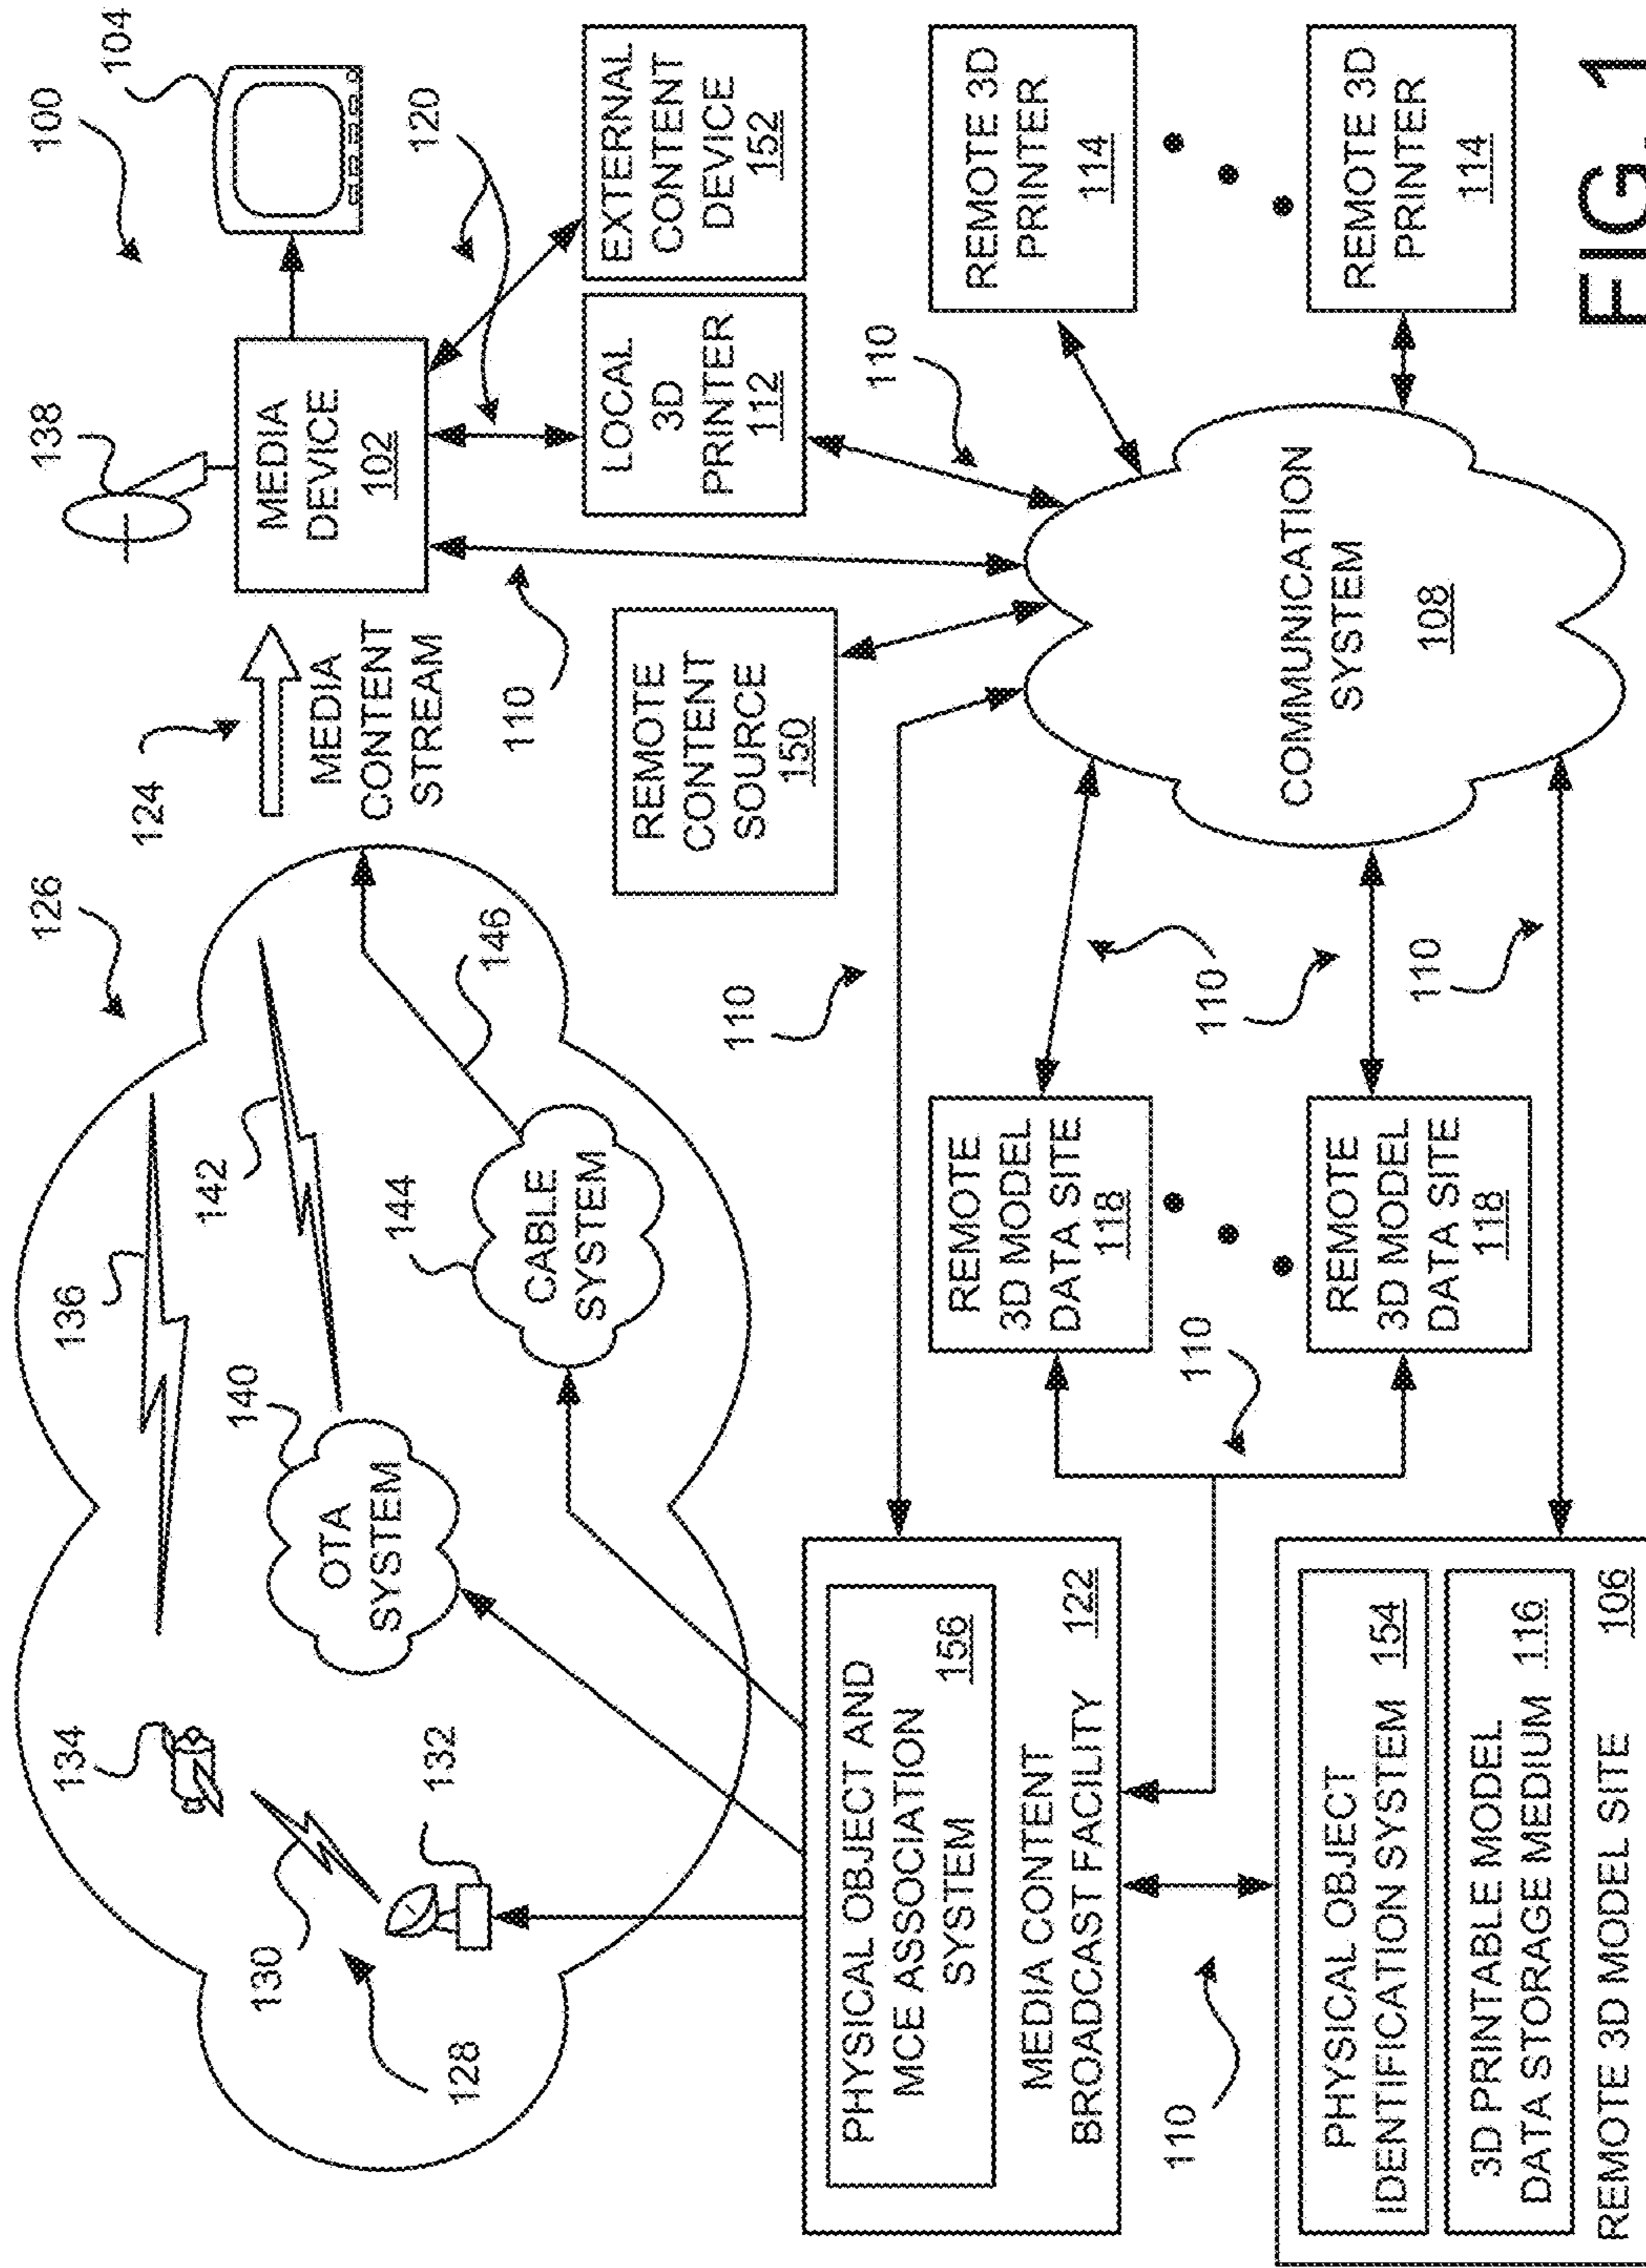 126
136
134
142
140
OTA
SYSTEM
144
CABLE
SYSTEM
146
130
132
128
124
MEDIA
CONTENT
STREAM
138
MEDIA
DEVICE
102
100
104
120
110
LOCAL
3D
PRINTER
112
EXTERNAL
CONTENT
DEVICE
152
REMOTE
CONTENT
SOURCE
150
110
110
PHYSICAL OBJECT AND
MCE ASSOCIATION
SYSTEM
156
MEDIA CONTENT
BROADCAST FACILITY
122
REMOTE
3D MODEL
DATA SITE
118
REMOTE 3D
PRINTER
114
110
110
110
110
COMMUNICATION
SYSTEM
108
110
PHYSICAL OBJECT
IDENTIFICATION SYSTEM 154
3D PRINTABLE MODEL
DATA STORAGE MEDIUM 116
REMOTE 3D MODEL SITE
106
REMOTE
3D MODEL
DATA SITE
118
REMOTE 3D
PRINTER
114
FIG. 1